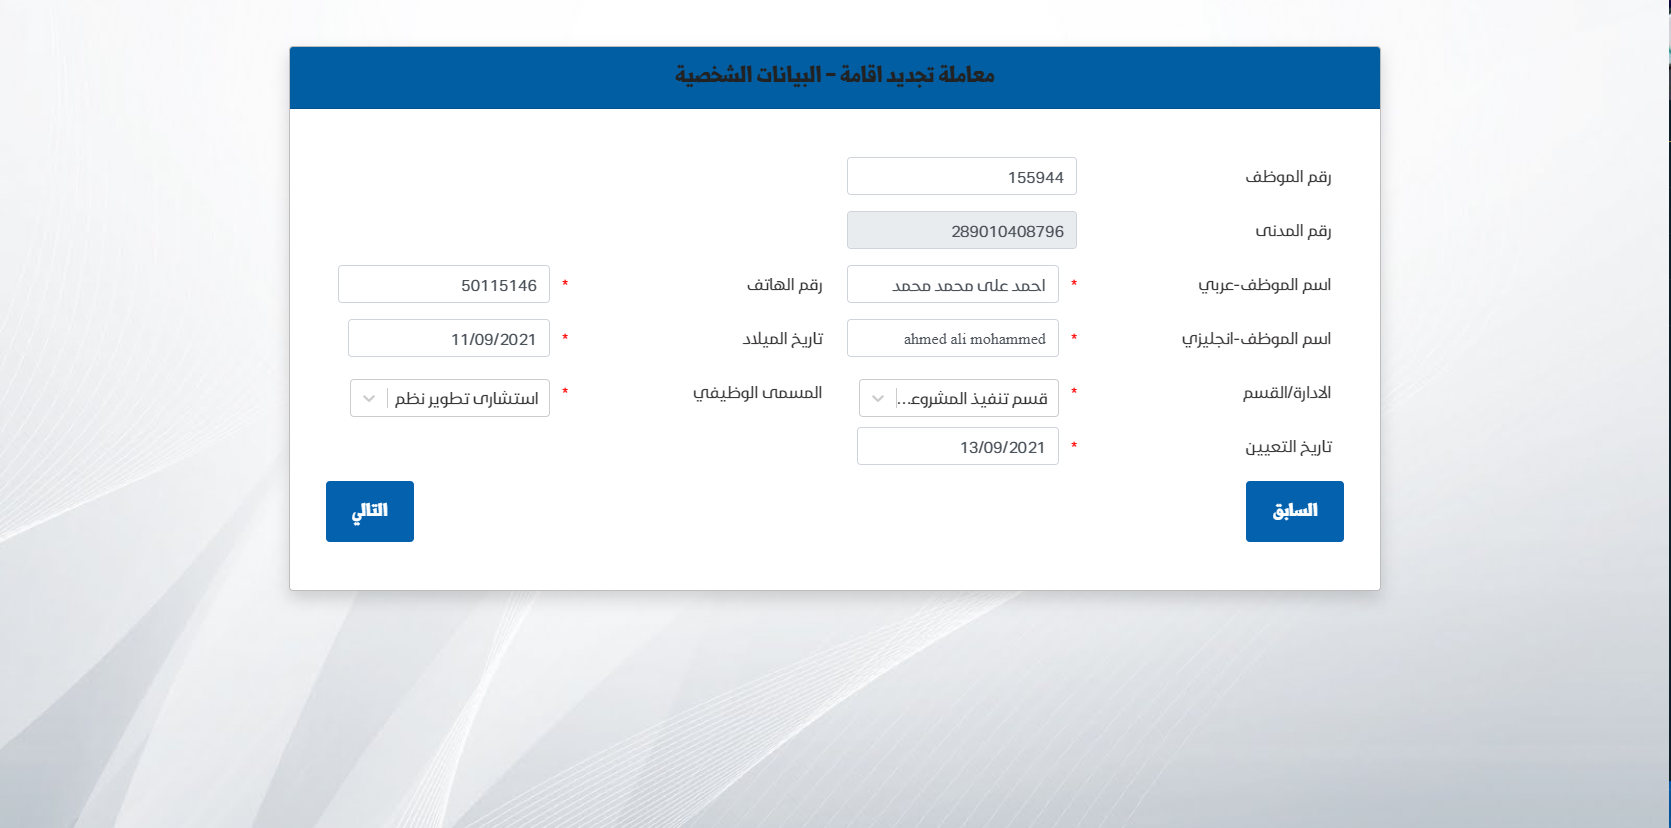 معاملة تجديد اقامة – البيانات الشخصية
رقم الموظف 155944
رقم المدنى 289010408796
اسم الموظف-عربي * احمد على محمد محمد رقم الهاتف * 50115146
اسم الموظف-انجليزي * ahmed ali mohammed تاريخ الميلاد * 11/09/2021
الادارة/القسم * قسم تنفيذ المشروع... المسمى الوظيفي * استشارى تطوير نظم
تاريخ التعيين * 13/09/2021
السابق التالي